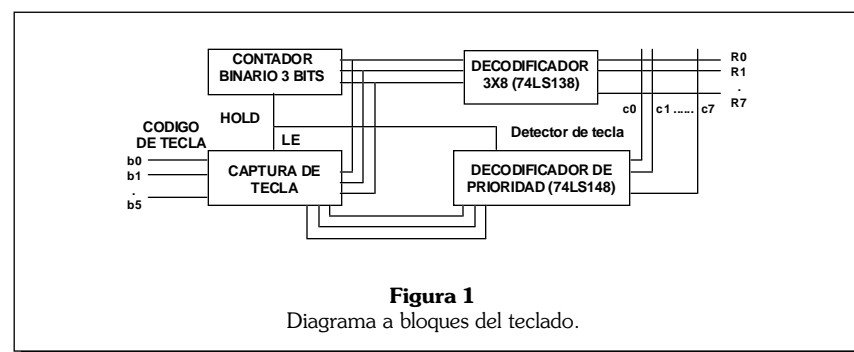 CONTADOR
BINARIO 3 BITS
DECODIFICADOR
3X8 (74LS138)
R0
R1
.
R7
c0
c1 ...... c7
HOLD
CODIGO
DE TECLA
LE
Detector de tecla
b0
b1
.
b5
CAPTURA DE
TECLA
DECODIFICADOR DE
PRIORIDAD (74LS148)
Figura 1
Diagrama a bloques del teclado.